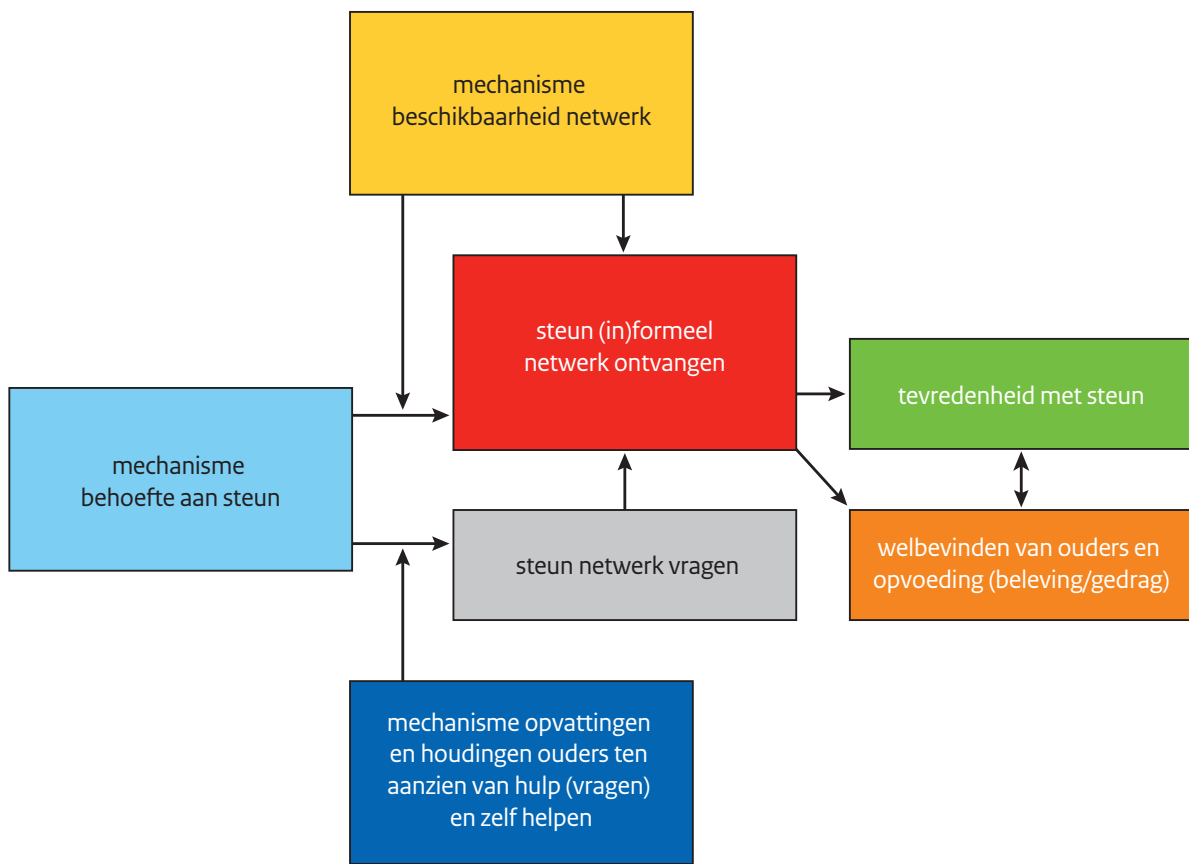 mechanisme
beschikbaarheid netwerk
steun (in)formeel
netwerk ontvangen
tevredenheid met steun
mechanisme
behoefte aan steun
steun netwerk vragen
welbevinden van ouders en
opvoeding (beleving/gedrag)
mechanisme opvattingen
en houdingen ouders ten
aanzien van hulp (vragen)
en zelf helpen